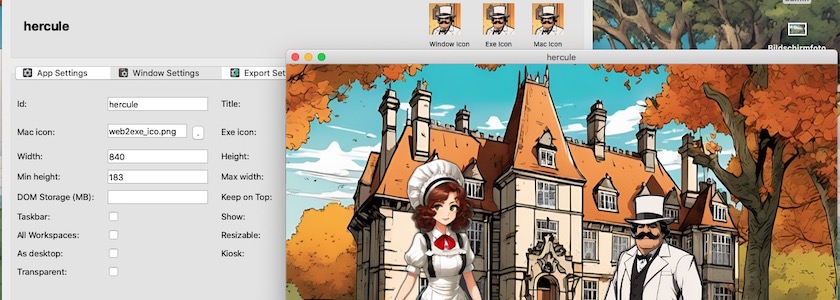 hercule
Window Icon Exe Icon Mac Icon
Bildschirmfoto
hercule
App Settings Window Settings Export Set
Id: hercule Title:
Mac icon: web2exe_ico.png . Exe icon:
Width: 840 Height:
Min height: 183 Max width:
DOM Storage (MB): Keep on Top:
Taskbar: Show:
All Workspaces: Resizable:
As desktop: Kiosk:
Transparent: